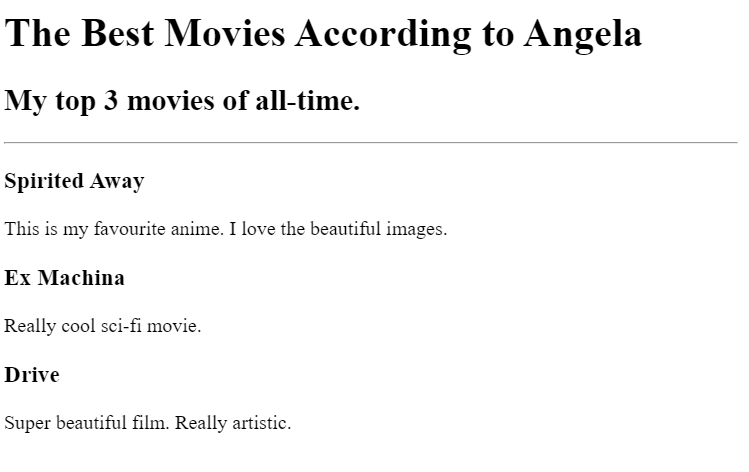 The Best Movies According to Angela
My top 3 movies of all-time.
Spirited Away
This is my favourite anime. I love the beautiful images.
Ex Machina
Really cool sci-fi movie.
Drive
Super beautiful film. Really artistic.